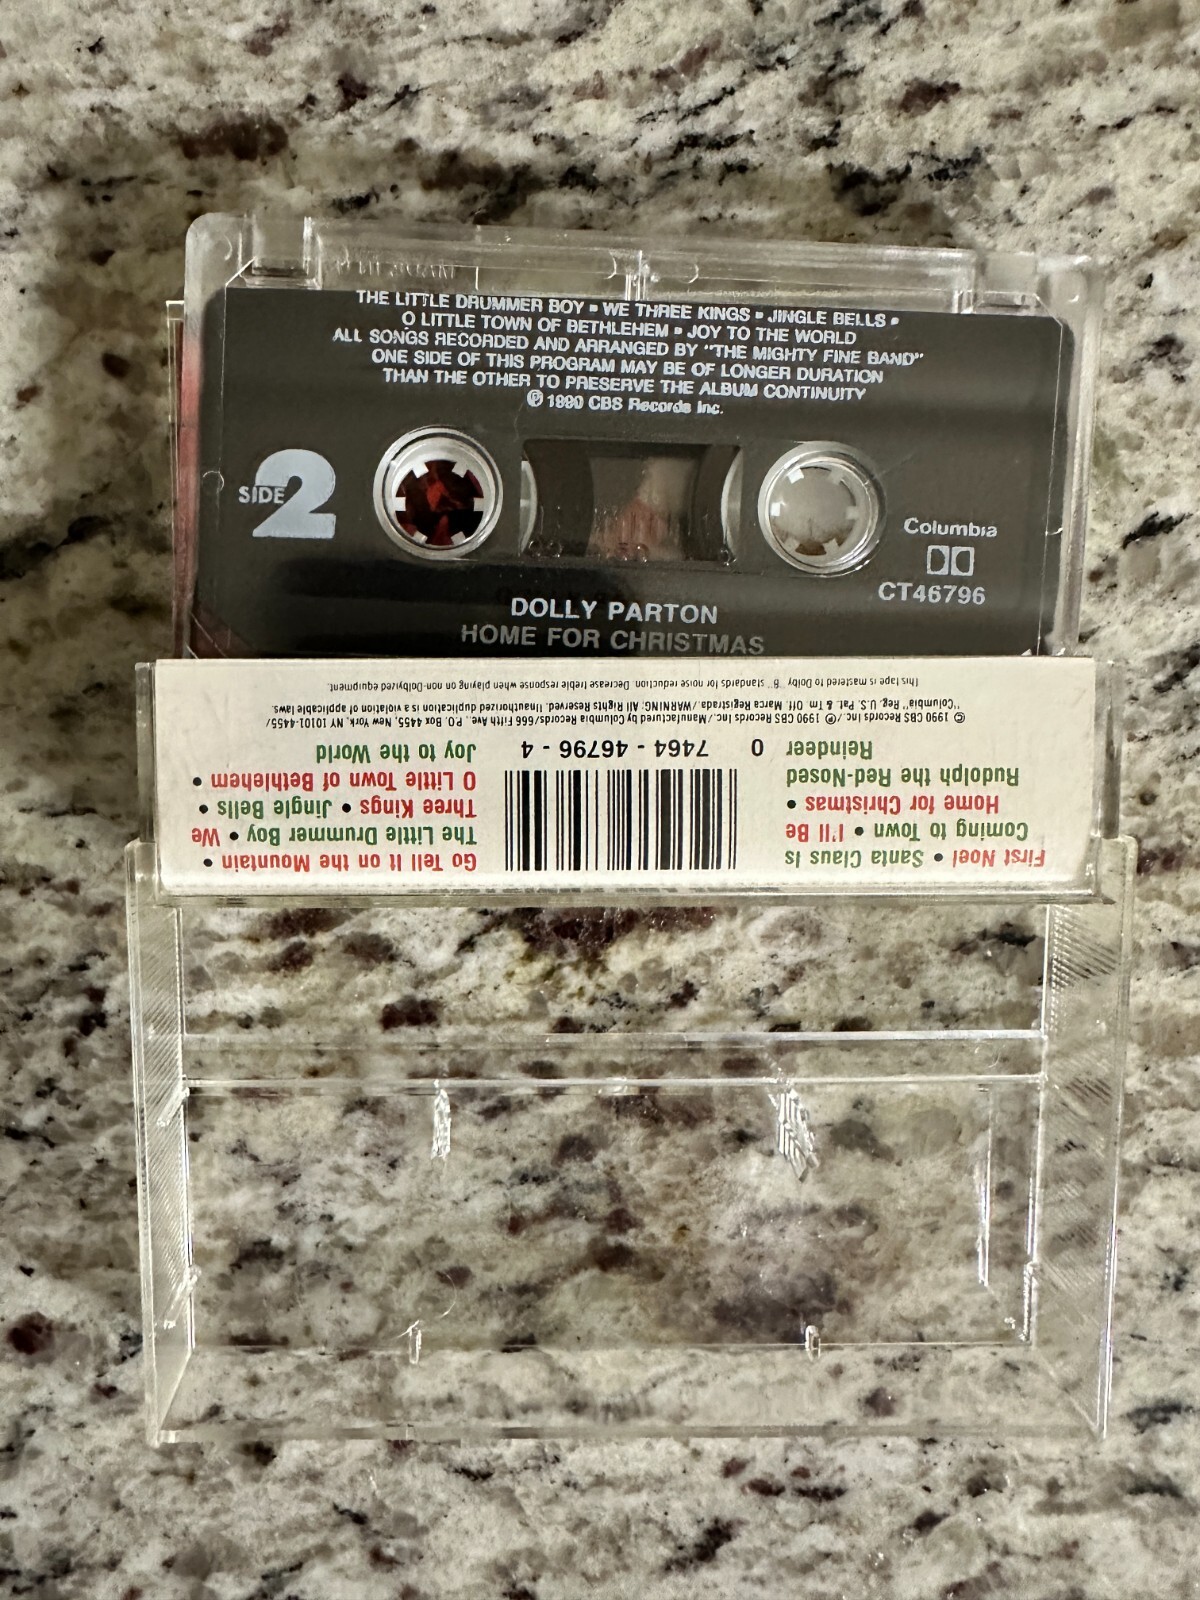 THE LITTLE DRUMMER BOY ▪ WE THREE KINGS ▪ JINGLE BELLS ▪
O LITTLE TOWN OF BETHLEHEM ▪ JOY TO THE WORLD
ALL SONGS RECORDED AND ARRANGED BY "THE MIGHTY FINE BAND"
ONE SIDE OF THIS PROGRAM MAY BE OF LONGER DURATION
THAN THE OTHER TO PRESERVE THE ALBUM CONTINUITY
℗ 1990 CBS Records Inc.
SIDE 2
Columbia
CT46796
DOLLY PARTON
HOME FOR CHRISTMAS
First Noel • Santa Claus Is
Coming to Town • I'll Be
Home for Christmas •
Rudolph the Red-Nosed
Reindeer
0 7464 - 46796 - 4
Go Tell It on the Mountain •
The Little Drummer Boy • We
Three Kings • Jingle Bells •
O Little Town of Bethlehem •
Joy to the World
© 1990 CBS Records Inc./℗ 1990 CBS Records Inc./Manufactured by Columbia Records/666 Fifth Ave., P.O. Box 4455, New York, NY 10101-4455/
"Columbia" Reg. U.S. Pat. & Tm. Off. Marca Registrada./WARNING: All Rights Reserved. Unauthorized duplication is a violation of applicable laws.
This tape is mastered to Dolby "B" standards for noise reduction. Decrease treble response when playing on non-Dolbyized equipment.